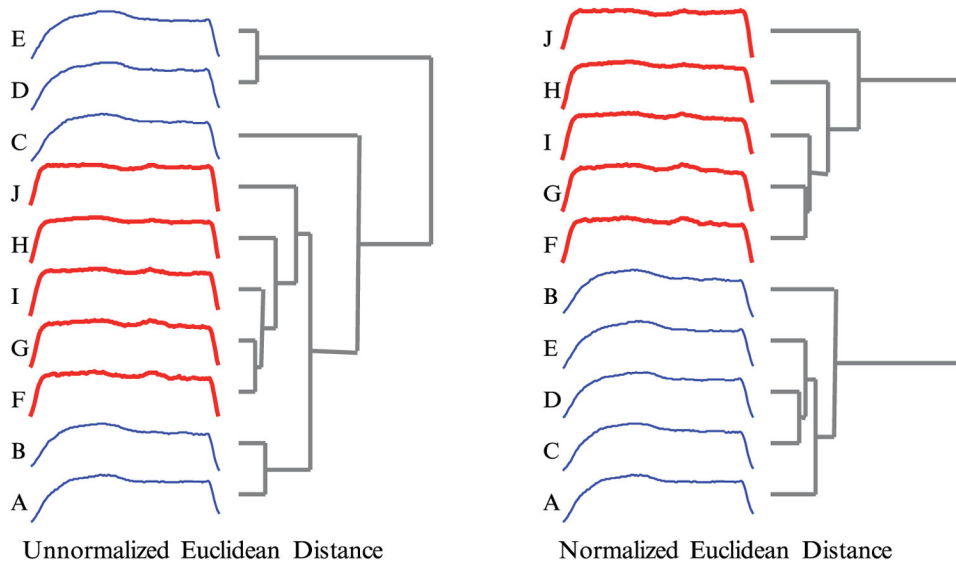 E
D
C
J
H
I
G
F
B
A
Unnormalized Euclidean Distance
J
H
I
G
F
B
E
D
C
A
Normalized Euclidean Distance